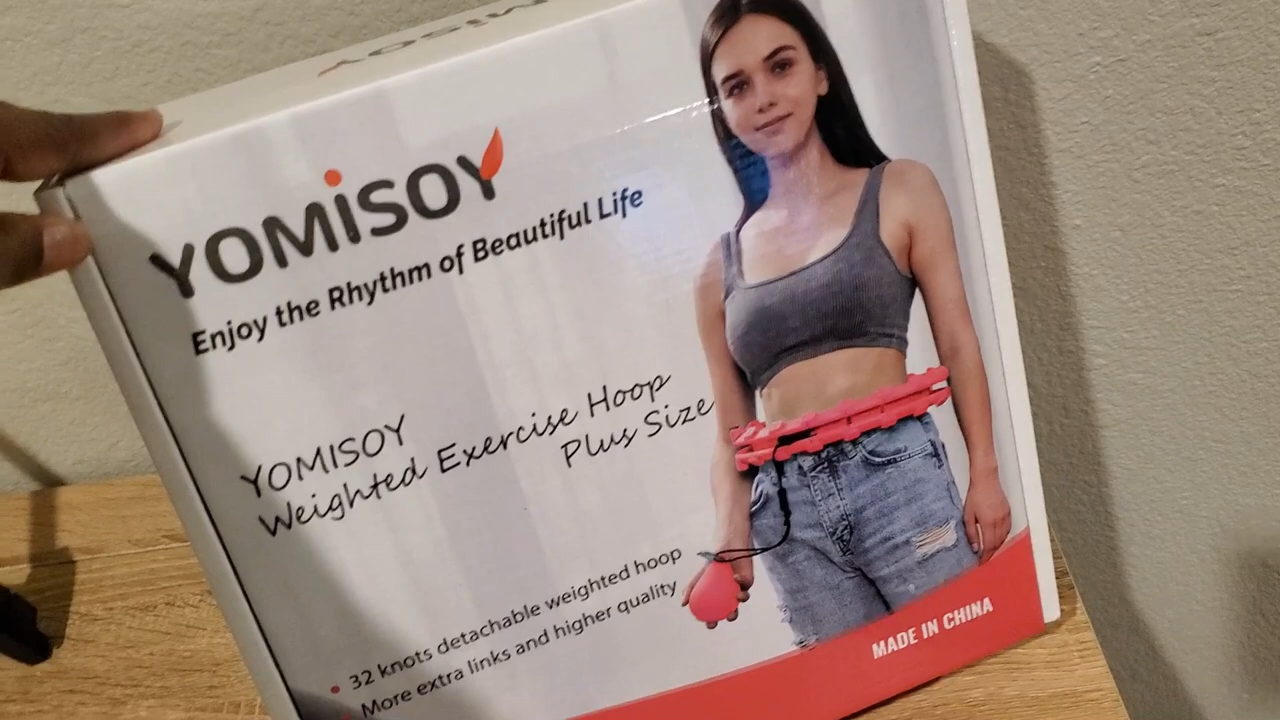 YOMISOY
YOMISOY
Enjoy the Rhythm of Beautiful Life
YOMISOY
Weighted Exercise Hoop
Plus Size
32 knots detachable weighted hoop
More extra links and higher quality
MADE IN CHINA